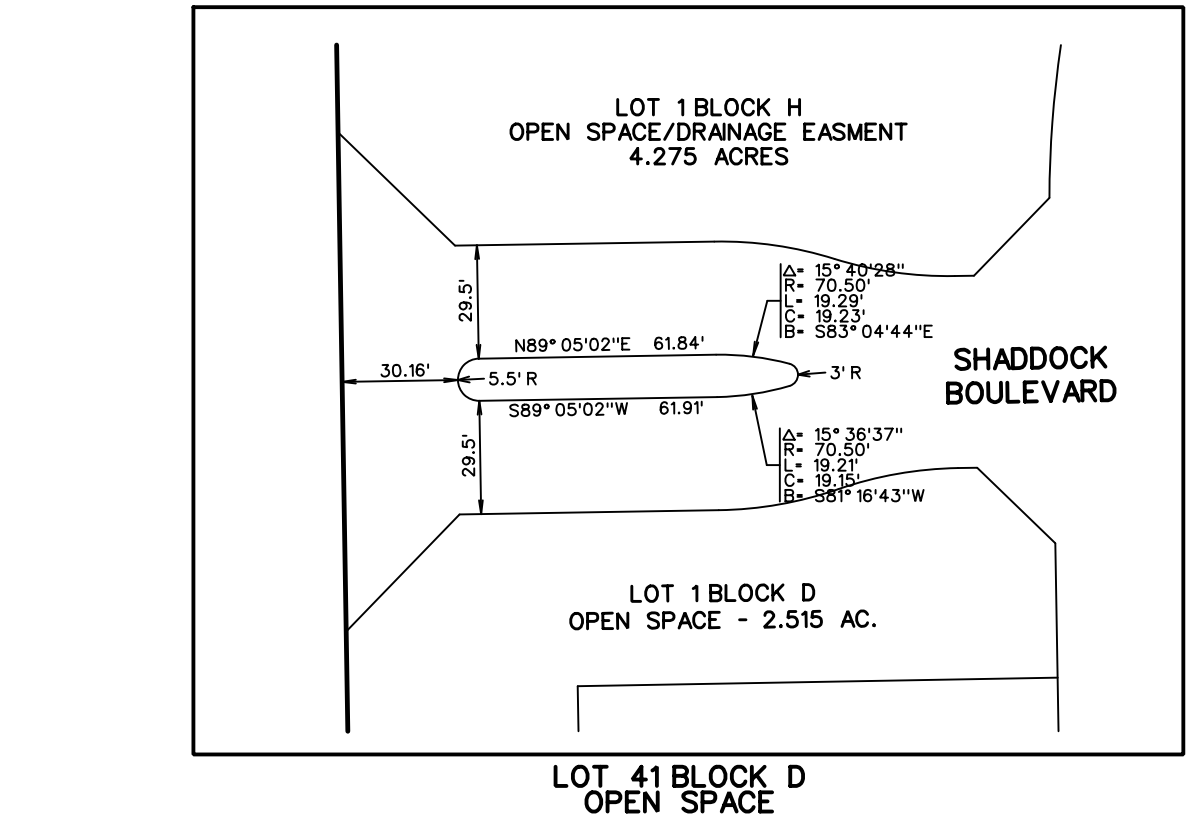 LOT 1 BLOCK H
OPEN SPACE/DRAINAGE EASMENT
4.275 ACRES
29.5'
Δ= 15°40'28"
R= 70.50'
L= 19.29'
C= 19.23'
B= S83°04'44"E
N89°05'02"E 61.84'
30.16'
5.5' R
3' R
SHADDOCK
BOULEVARD
S89°05'02"W 61.91'
29.5'
Δ= 15°36'37"
R= 70.50'
L= 19.21'
C= 19.15'
B= S81°16'43"W
LOT 1 BLOCK D
OPEN SPACE - 2.515 AC.
LOT 41 BLOCK D
OPEN SPACE